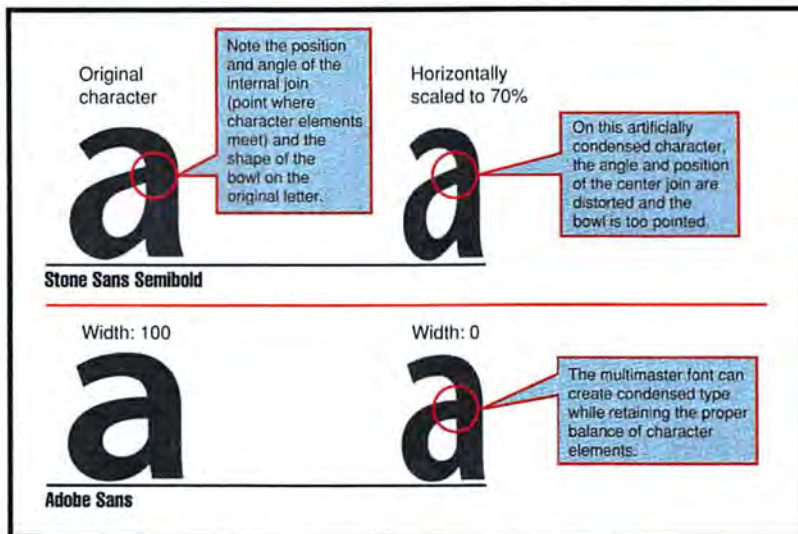 Original
character
a
Note the position
and angle of the
internal join
(point where
character elements
meet) and the
shape of the
bowl on the
original letter.
Horizontally
scaled to 70%
a
On this artificially
condensed character,
the angle and position
of the center join are
distorted and the
bowl is too pointed.
Stone Sans Semibold
Width: 100
a
Width: 0
a
The multimaster font can
create condensed type
while retaining the proper
balance of character
elements.
Adobe Sans